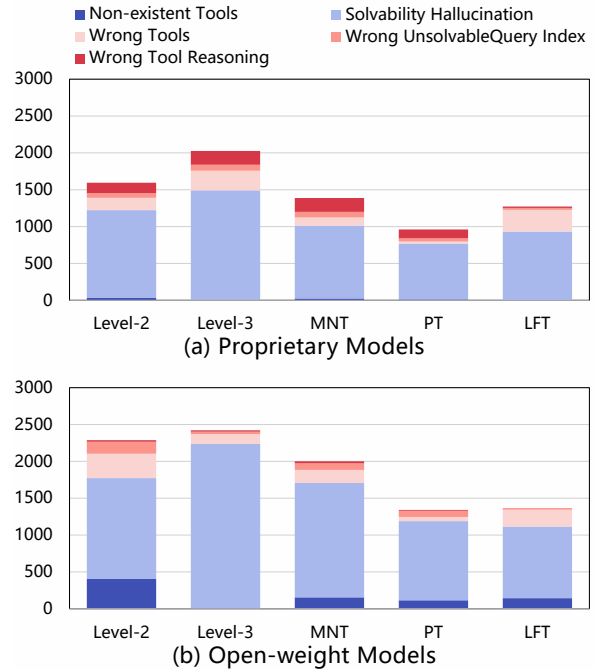 Non-existent Tools
Solvability Hallucination
Wrong Tools
Wrong UnsolvableQuery Index
Wrong Tool Reasoning
3000
2500
2000
1500
1000
500
0
Level-2 Level-3 MNT PT LFT
(a) Proprietary Models
3000
2500
2000
1500
1000
500
0
Level-2 Level-3 MNT PT LFT
(b) Open-weight Models